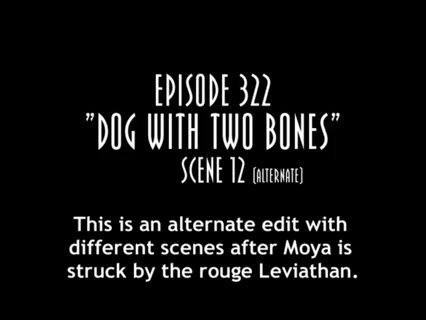 EPISODE 322
"DOG WITH TWO BONES"
SCENE 12 (ALTERNATE)
This is an alternate edit with
different scenes after Moya is
struck by the rouge Leviathan.